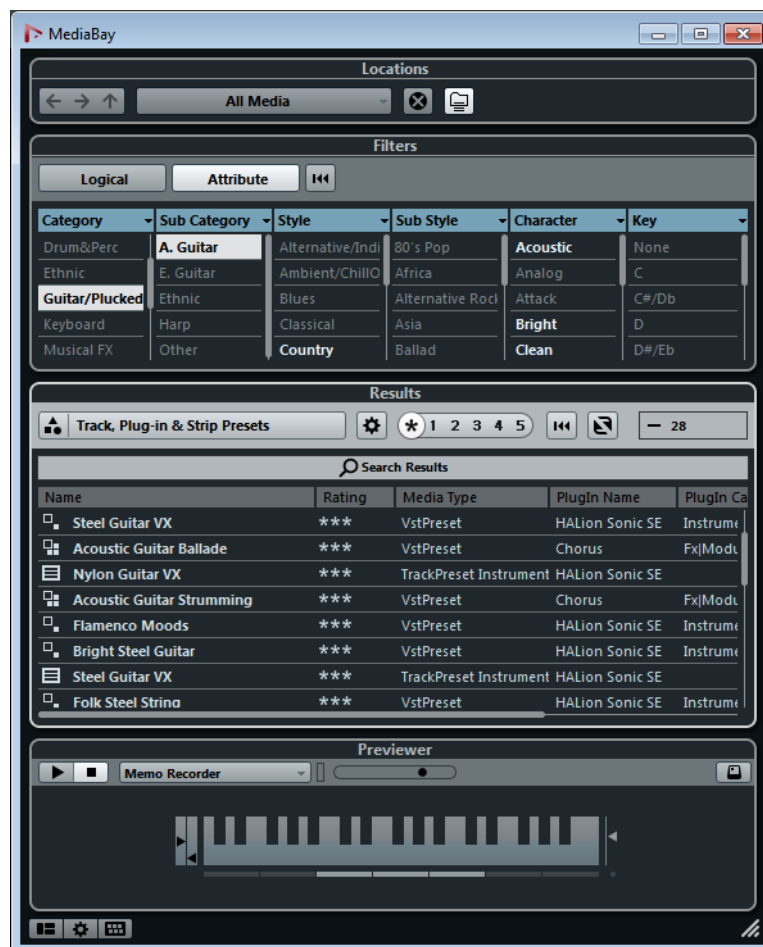 MediaBay
Locations
All Media
Filters
Logical Attribute
Category Sub Category Style Sub Style Character Key
Drum&Perc A. Guitar Alternative/Indi 80's Pop Acoustic None
Ethnic E. Guitar Ambient/ChillO Africa Analog C
Guitar/Plucked Ethnic Blues Alternative Rock Attack C#/Db
Keyboard Harp Classical Asia Bright D
Musical FX Other Country Ballad Clean D#/Eb
Results
Track, Plug-in & Strip Presets * 1 2 3 4 5 — 28
Search Results
Name Rating Media Type PlugIn Name PlugIn Ca
Steel Guitar VX *** VstPreset HALion Sonic SE Instrume
Acoustic Guitar Ballade *** VstPreset Chorus Fx|Modu
Nylon Guitar VX *** TrackPreset Instrument HALion Sonic SE
Acoustic Guitar Strumming *** VstPreset Chorus Fx|Modu
Flamenco Moods *** VstPreset HALion Sonic SE Instrume
Bright Steel Guitar *** VstPreset HALion Sonic SE Instrume
Steel Guitar VX *** TrackPreset Instrument HALion Sonic SE
Folk Steel String *** VstPreset HALion Sonic SE Instrume
Previewer
Memo Recorder